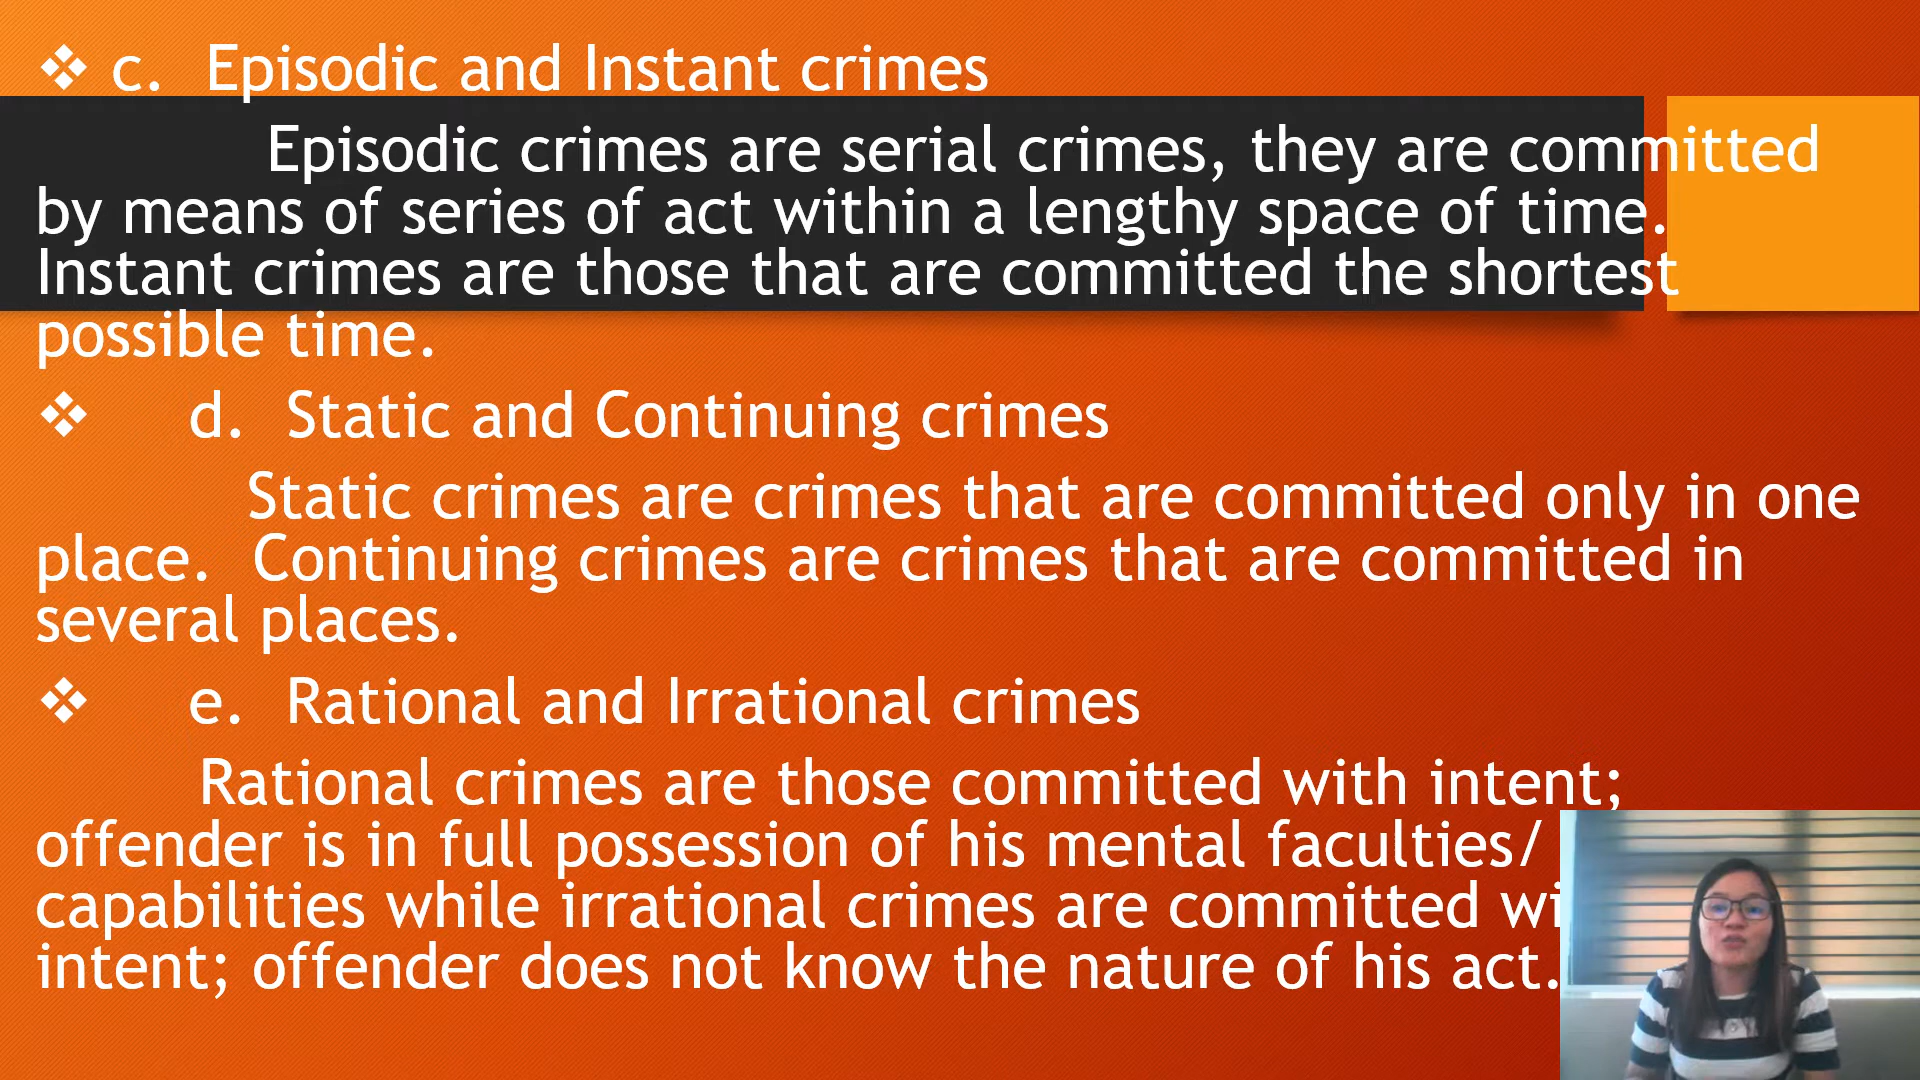 ❖ c. Episodic and Instant crimes
Episodic crimes are serial crimes, they are committed
by means of series of act within a lengthy space of time.
Instant crimes are those that are committed the shortest
possible time.
❖ d. Static and Continuing crimes
Static crimes are crimes that are committed only in one
place. Continuing crimes are crimes that are committed in
several places.
❖ e. Rational and Irrational crimes
Rational crimes are those committed with intent;
offender is in full possession of his mental faculties/
capabilities while irrational crimes are committed
intent; offender does not know the nature of his act.